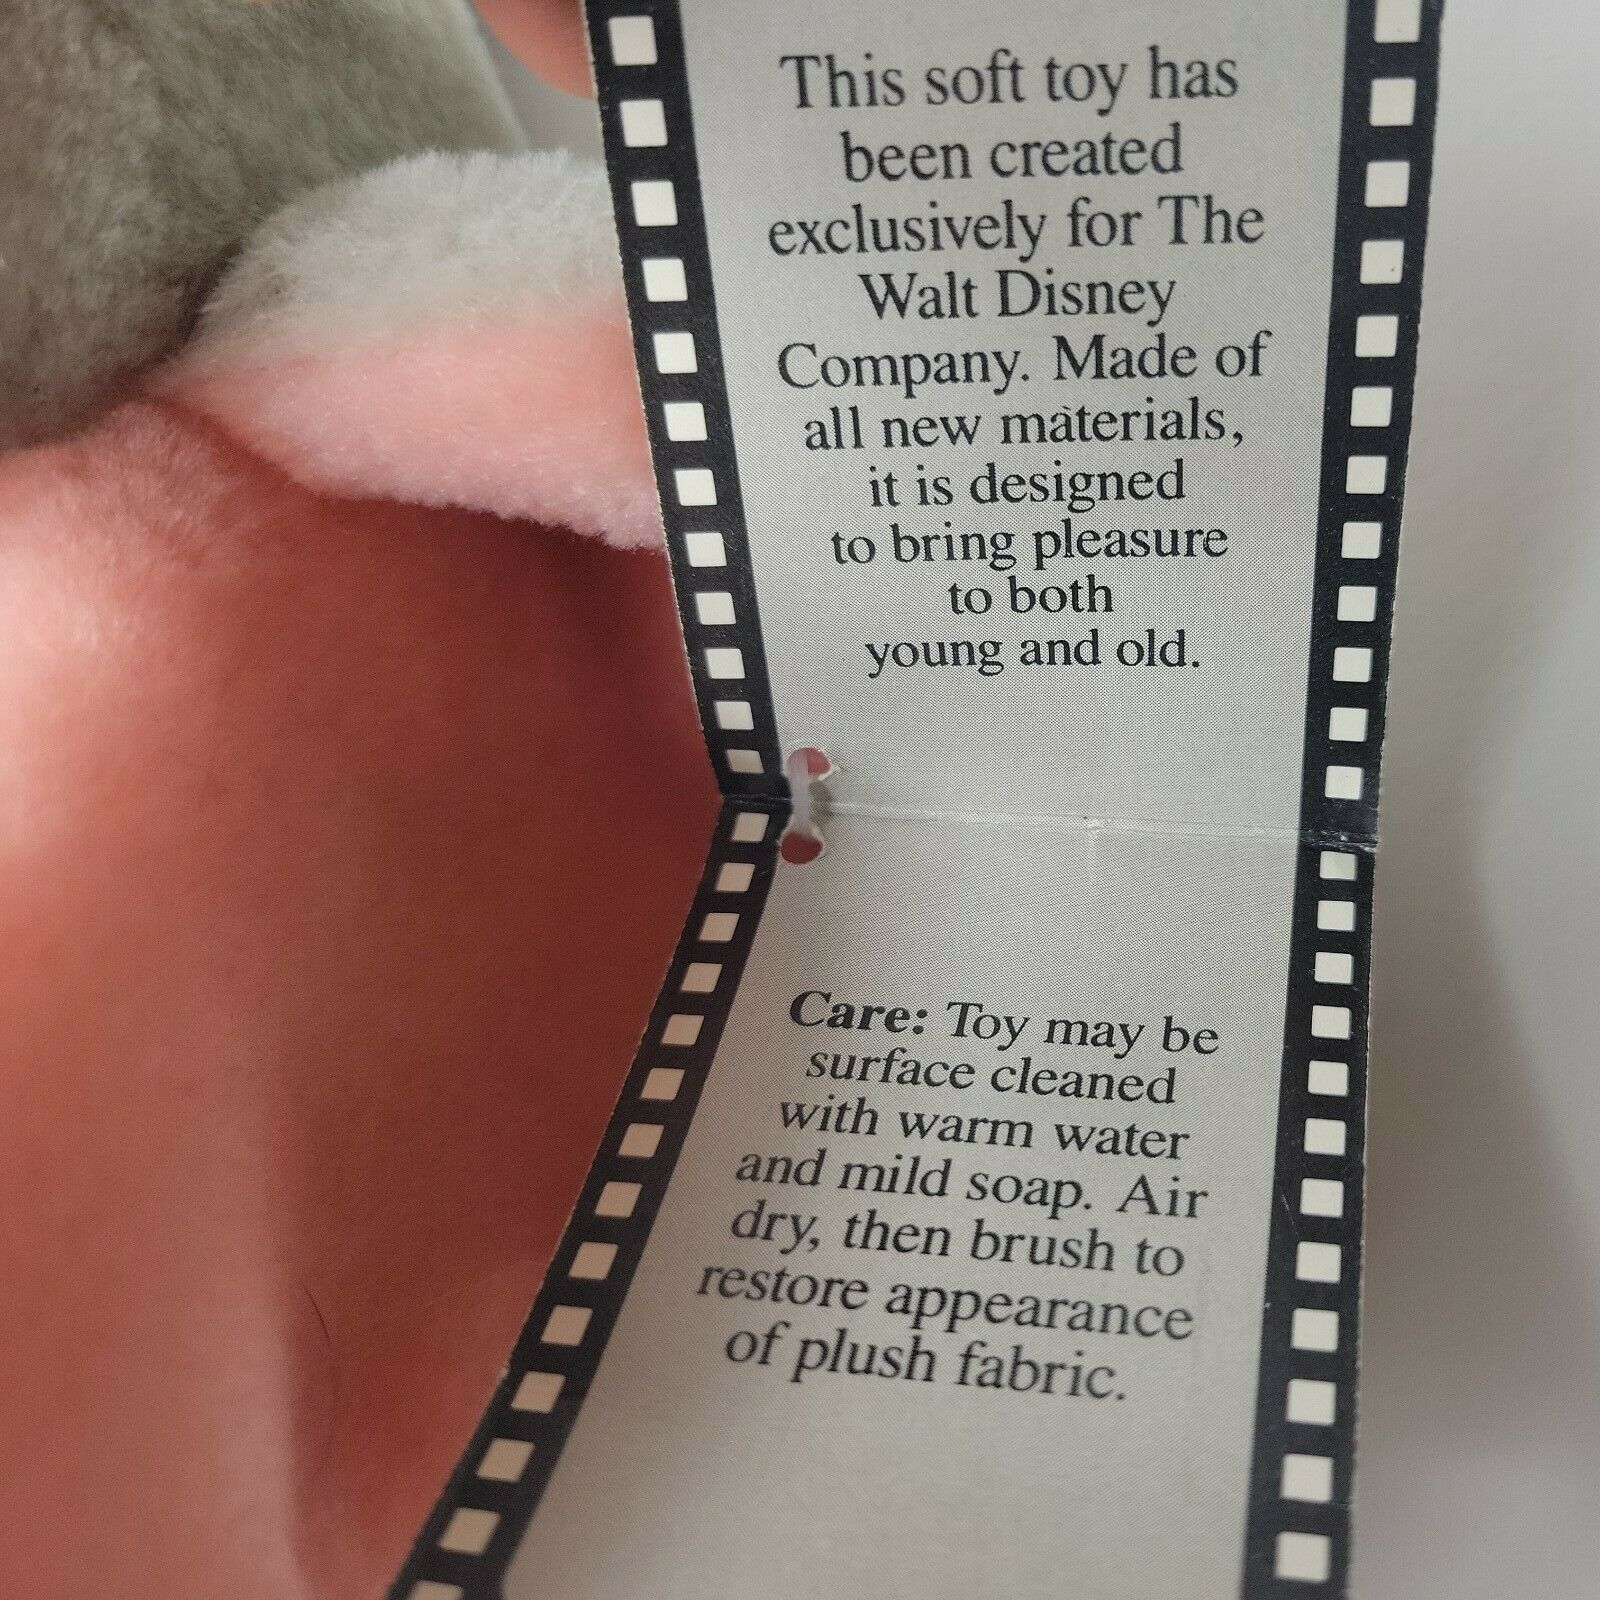 This soft toy has
been created
exclusively for The
Walt Disney
Company. Made of
all new materials,
it is designed
to bring pleasure
to both
young and old.
Care: Toy may be
surface cleaned
with warm water
and mild soap. Air
dry, then brush to
restore appearance
of plush fabric.